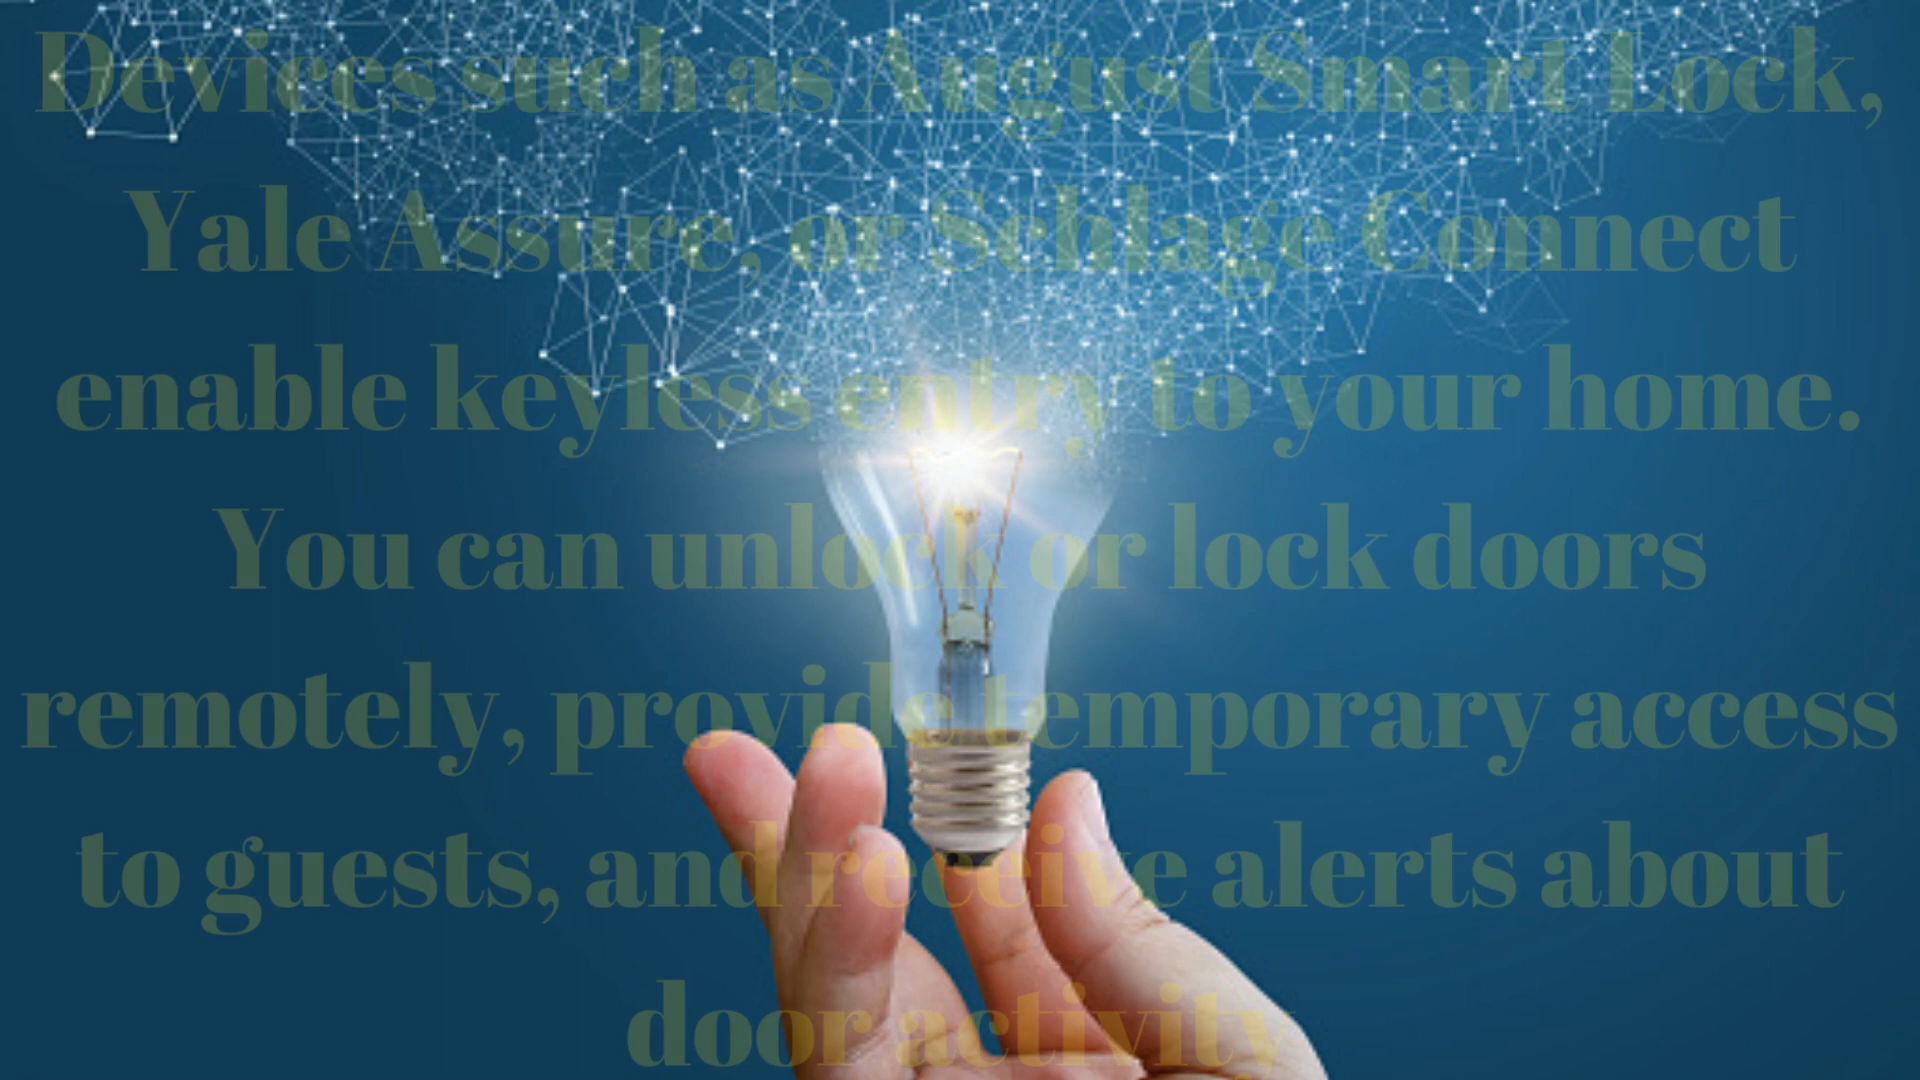 Devices such as August Smart Lock,
Yale Assure, or Schlage Connect
enable keyless entry to your home.
You can unlock or lock doors
remotely, provide temporary access
to guests, and receive alerts about
door activity